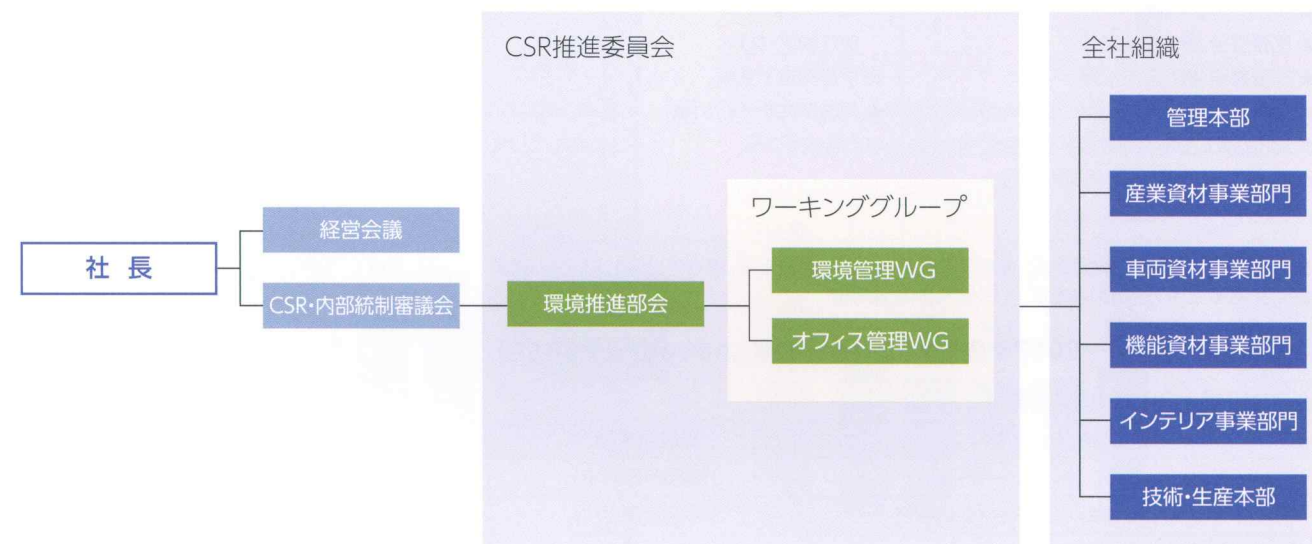 社 長
経営会議
CSR・内部統制審議会
CSR推進委員会
環境推進部会
ワーキンググループ
環境管理WG
オフィス管理WG
全社組織
管理本部
産業資材事業部門
車両資材事業部門
機能資材事業部門
インテリア事業部門
技術・生産本部